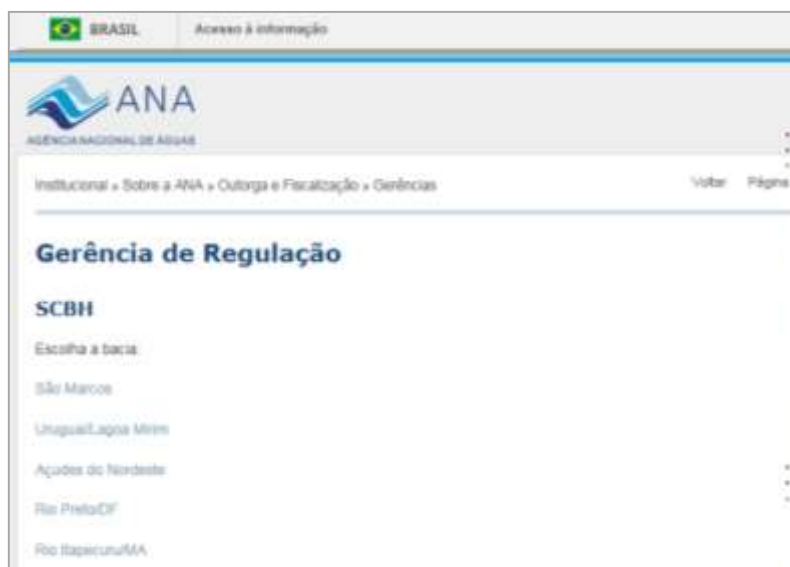 BRASIL Acesso à informação
ANA
AGÊNCIA NACIONAL DE ÁGUAS
Institucional » Sobre a ANA » Outorga e Fiscalização » Gerências Voltar Página
Gerência de Regulação
SCBH
Escolha a bacia:
São Marcos
Uruguai/Lagoa Mirim
Açudes do Nordeste
Rio Preto/DF
Rio Itapecuru/MA